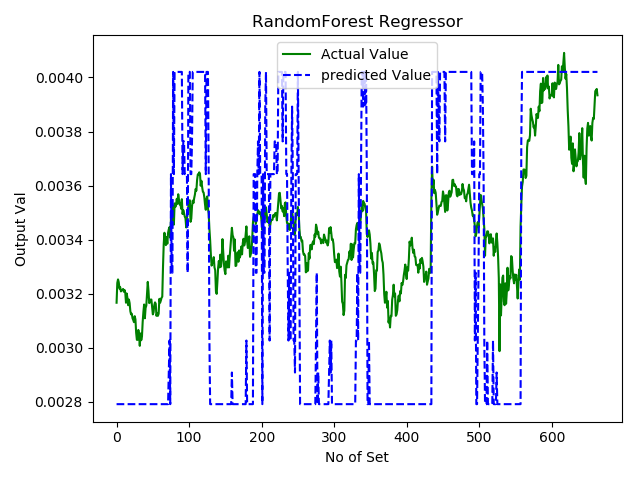 RandomForest Regressor
Actual Value
predicted Value
Output Val
0.0040
0.0038
0.0036
0.0034
0.0032
0.0030
0.0028
0 100 200 300 400 500 600
No of Set